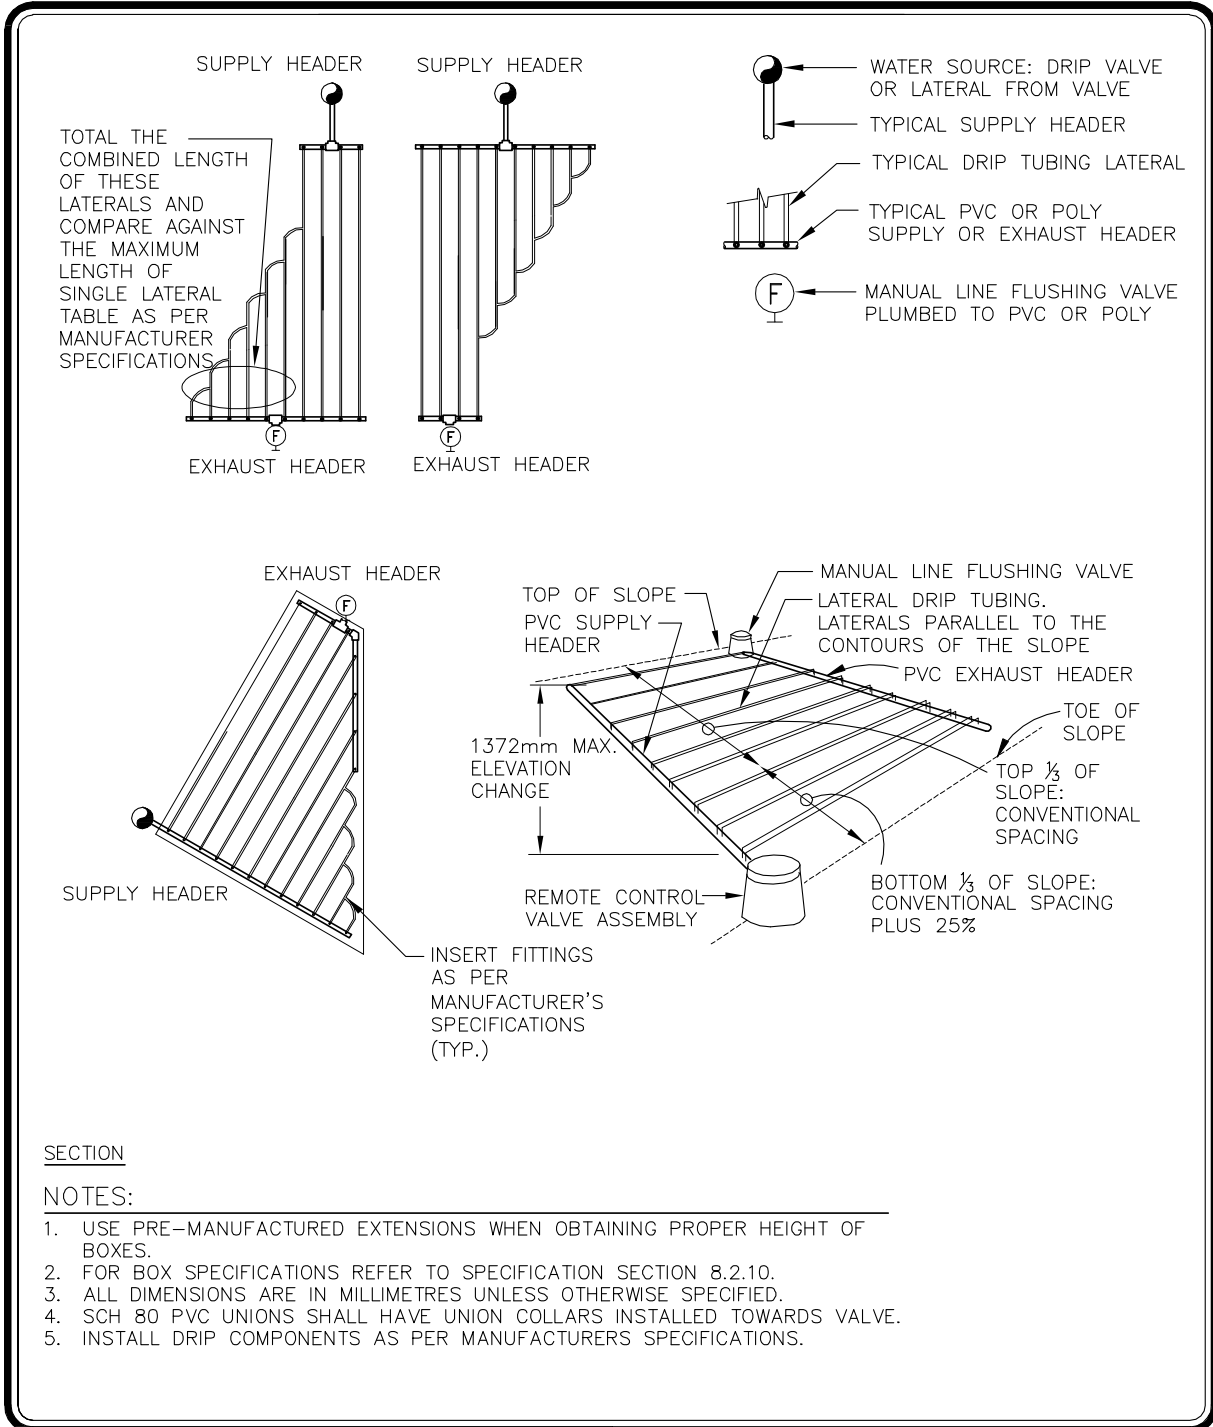 SUPPLY HEADER
SUPPLY HEADER
TOTAL THE
COMBINED LENGTH
OF THESE
LATERALS AND
COMPARE AGAINST
THE MAXIMUM
LENGTH OF
SINGLE LATERAL
TABLE AS PER
MANUFACTURER
SPECIFICATIONS
F
EXHAUST HEADER
F
EXHAUST HEADER
WATER SOURCE: DRIP VALVE
OR LATERAL FROM VALVE
TYPICAL SUPPLY HEADER
TYPICAL DRIP TUBING LATERAL
TYPICAL PVC OR POLY
SUPPLY OR EXHAUST HEADER
F
MANUAL LINE FLUSHING VALVE
PLUMBED TO PVC OR POLY
EXHAUST HEADER
F
SUPPLY HEADER
INSERT FITTINGS
AS PER
MANUFACTURER'S
SPECIFICATIONS
(TYP.)
TOP OF SLOPE
PVC SUPPLY
HEADER
MANUAL LINE FLUSHING VALVE
LATERAL DRIP TUBING.
LATERALS PARALLEL TO THE
CONTOURS OF THE SLOPE
PVC EXHAUST HEADER
TOE OF
SLOPE
1372mm MAX.
ELEVATION
CHANGE
TOP ⅓ OF
SLOPE:
CONVENTIONAL
SPACING
REMOTE CONTROL
VALVE ASSEMBLY
BOTTOM ⅓ OF SLOPE:
CONVENTIONAL SPACING
PLUS 25%
SECTION
NOTES:
1. USE PRE-MANUFACTURED EXTENSIONS WHEN OBTAINING PROPER HEIGHT OF
BOXES.
2. FOR BOX SPECIFICATIONS REFER TO SPECIFICATION SECTION 8.2.10.
3. ALL DIMENSIONS ARE IN MILLIMETRES UNLESS OTHERWISE SPECIFIED.
4. SCH 80 PVC UNIONS SHALL HAVE UNION COLLARS INSTALLED TOWARDS VALVE.
5. INSTALL DRIP COMPONENTS AS PER MANUFACTURERS SPECIFICATIONS.